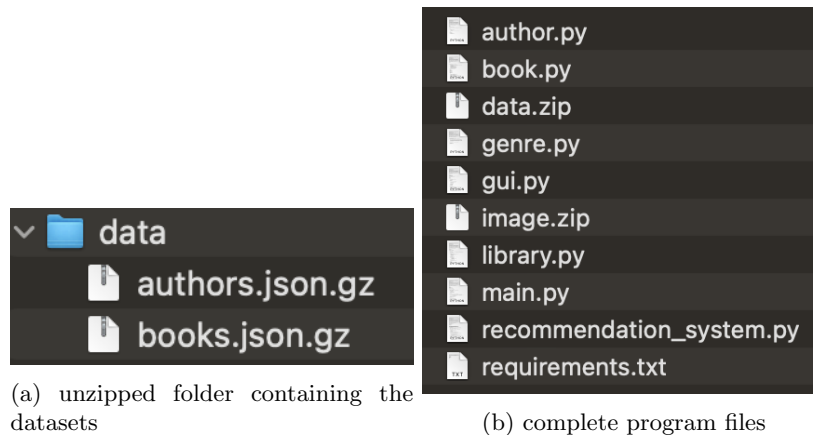 data
authors.json.gz
books.json.gz
(a) unzipped folder containing the
datasets
author.py
book.py
data.zip
genre.py
gui.py
image.zip
library.py
main.py
recommendation_system.py
requirements.txt
(b) complete program files